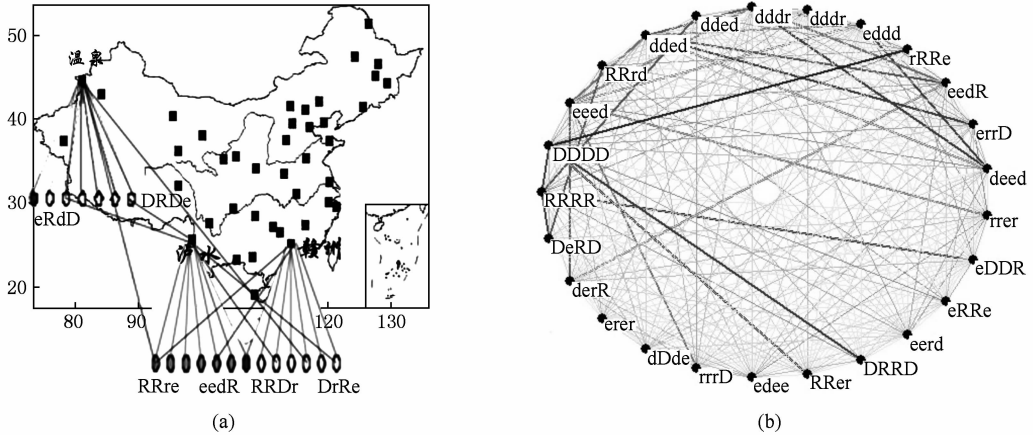 50
40
30
20
80
90
120
130
温泉
eRdD
DRDe
赣州
RRre
eedR
RRDr
DrRe
(a)
dded
dddr
dddr
dded
eddd
RRrd
rRRe
eeed
eedR
DDDD
errD
RRRR
deed
DeRD
rrer
derR
eDDR
erer
eRRe
dDde
eerd
rrrD
DRRD
edee
RRer
(b)